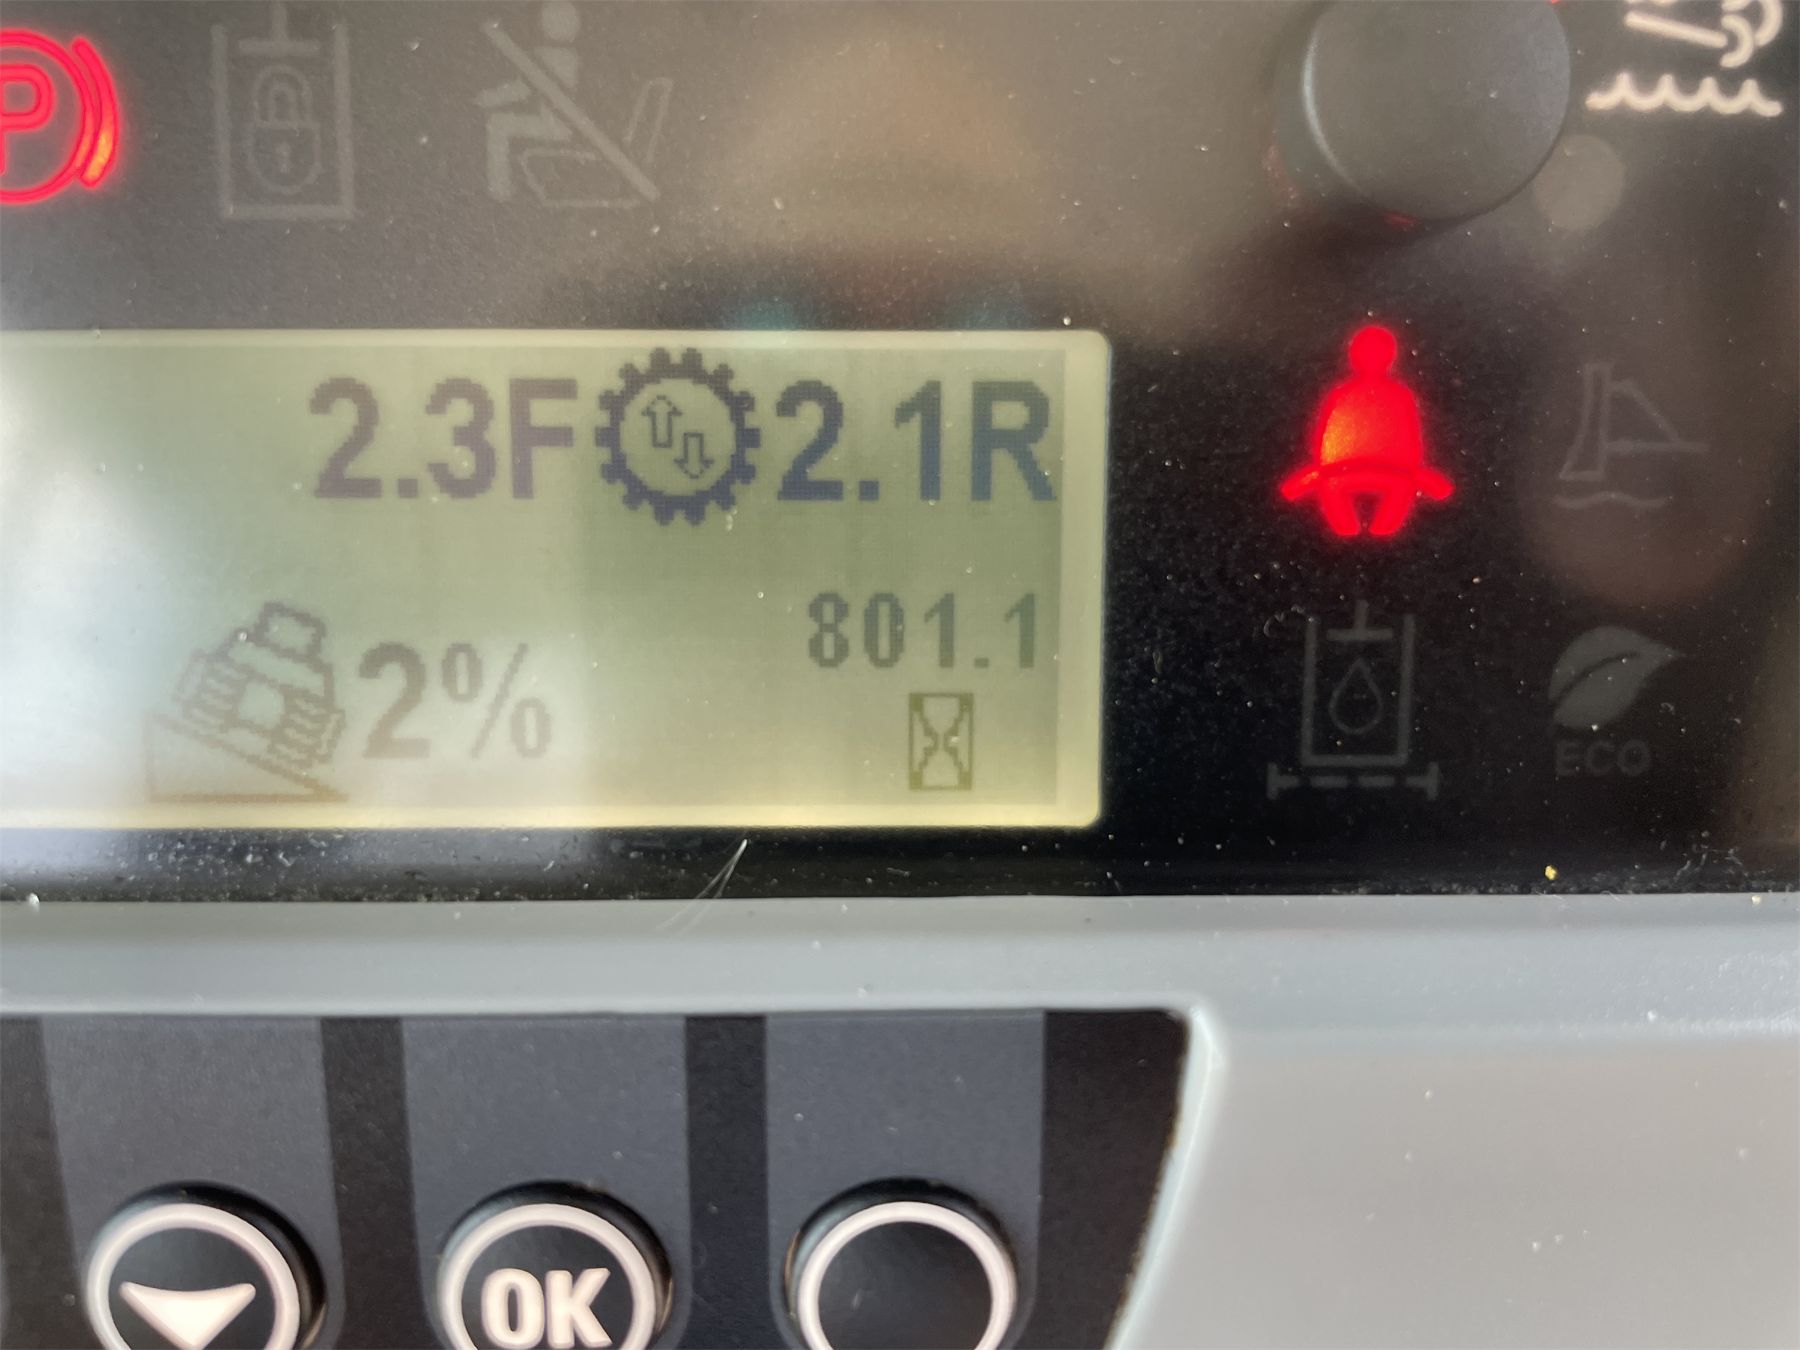 P
2.3F 2.1R
801.1
2%
ECO
OK